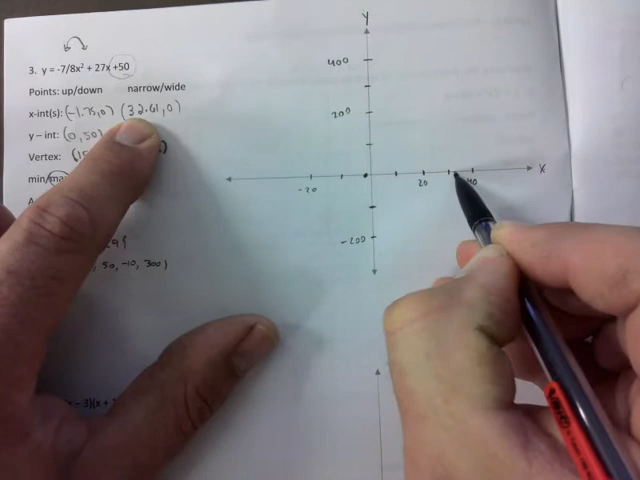 3. y = -7/8x² + 27x +50
Points: up/down narrow/wide
x-int(s): (-1.75,0) (32.61,0)
y – int: (0,50)
Vertex:
min/
50, -10, 300)
y
400
200
-20
20
40
x
-200